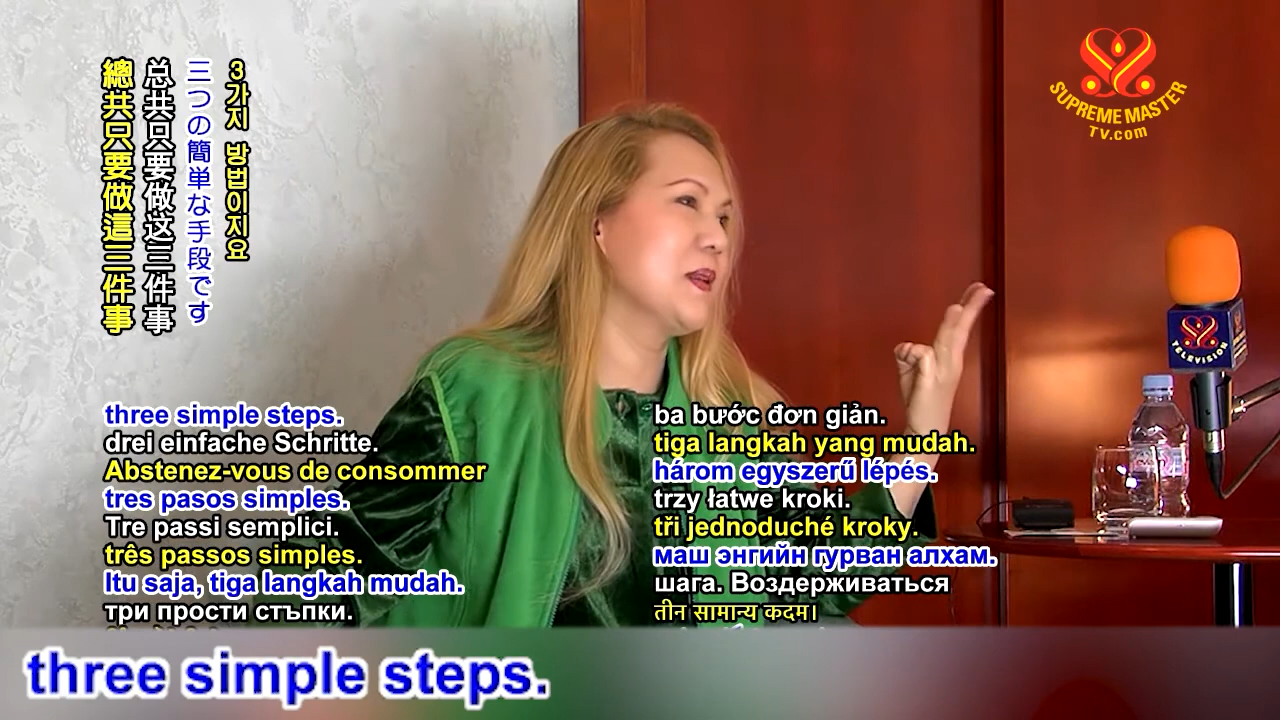 總共只要做這三件事
总共只要做这三件事
三つの簡単な手段です
3가지 방법이지요
SUPREME MASTER
TV.com
TELEVISION
three simple steps.
drei einfache Schritte.
Abstenez-vous de consommer
tres pasos simples.
Tre passi semplici.
três passos simples.
Itu saja, tiga langkah mudah.
три прости стъпки.
ba bước đơn giản.
tiga langkah yang mudah.
három egyszerű lépés.
trzy łatwe kroki.
tři jednoduché kroky.
маш энгийн гурван алхам.
шага. Воздерживаться
तीन सामान्य कदम।
three simple steps.